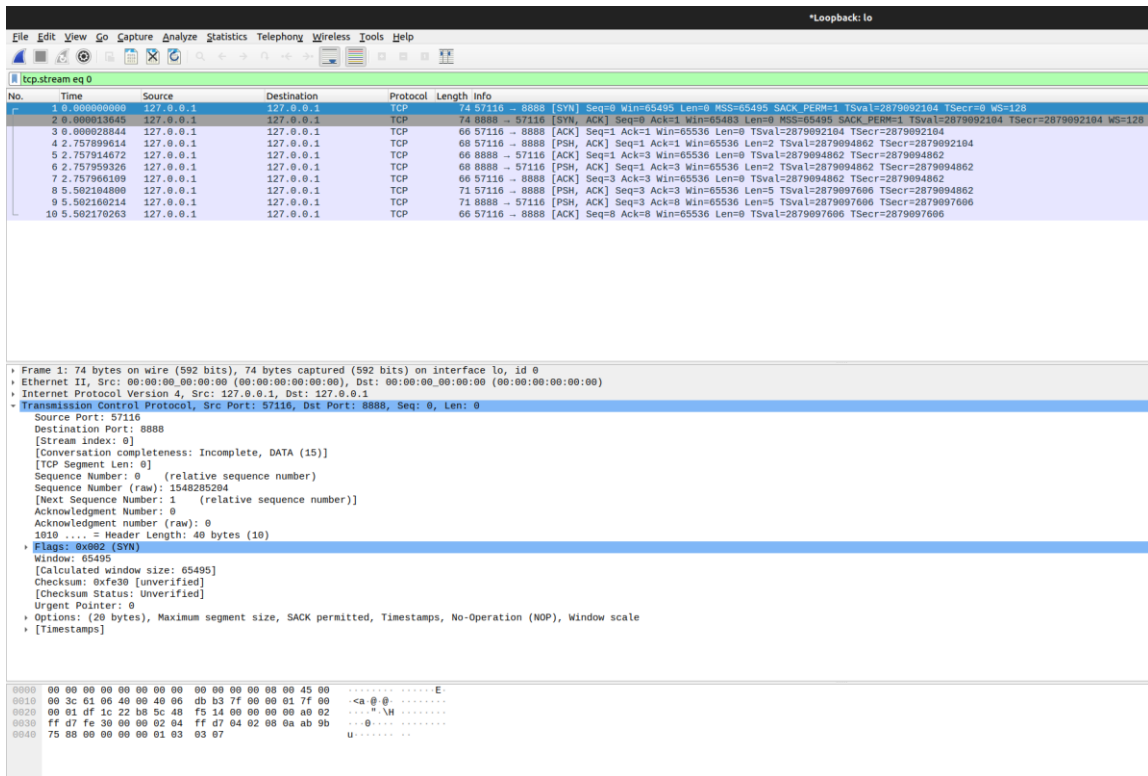 *Loopback: lo
File Edit View Go Capture Analyze Statistics Telephony Wireless Tools Help
tcp.stream eq 0
No. Time Source Destination Protocol Length Info
1 0.000000000 127.0.0.1 127.0.0.1 TCP 74 57116 → 8888 [SYN] Seq=0 Win=65495 Len=0 MSS=65495 SACK_PERM=1 TSval=2879092104 TSecr=0 WS=128
2 0.000013645 127.0.0.1 127.0.0.1 TCP 74 8888 → 57116 [SYN, ACK] Seq=0 Ack=1 Win=65483 Len=0 MSS=65495 SACK_PERM=1 TSval=2879092104 TSecr=2879092104 WS=128
3 0.000028844 127.0.0.1 127.0.0.1 TCP 66 57116 → 8888 [ACK] Seq=1 Ack=1 Win=65536 Len=0 TSval=2879092104 TSecr=2879092104
4 2.757899614 127.0.0.1 127.0.0.1 TCP 68 57116 → 8888 [PSH, ACK] Seq=1 Ack=1 Win=65536 Len=2 TSval=2879094862 TSecr=2879092104
5 2.757914672 127.0.0.1 127.0.0.1 TCP 66 8888 → 57116 [ACK] Seq=1 Ack=3 Win=65536 Len=0 TSval=2879094862 TSecr=2879094862
6 2.757959326 127.0.0.1 127.0.0.1 TCP 68 8888 → 57116 [PSH, ACK] Seq=1 Ack=3 Win=65536 Len=2 TSval=2879094862 TSecr=2879094862
7 2.757966109 127.0.0.1 127.0.0.1 TCP 66 57116 → 8888 [ACK] Seq=3 Ack=3 Win=65536 Len=0 TSval=2879094862 TSecr=2879094862
8 5.502104800 127.0.0.1 127.0.0.1 TCP 71 57116 → 8888 [PSH, ACK] Seq=3 Ack=3 Win=65536 Len=5 TSval=2879097606 TSecr=2879094862
9 5.502160214 127.0.0.1 127.0.0.1 TCP 71 8888 → 57116 [PSH, ACK] Seq=3 Ack=8 Win=65536 Len=5 TSval=2879097606 TSecr=2879097606
10 5.502170263 127.0.0.1 127.0.0.1 TCP 66 57116 → 8888 [ACK] Seq=8 Ack=8 Win=65536 Len=0 TSval=2879097606 TSecr=2879097606
Frame 1: 74 bytes on wire (592 bits), 74 bytes captured (592 bits) on interface lo, id 0
Ethernet II, Src: 00:00:00_00:00:00 (00:00:00:00:00:00), Dst: 00:00:00_00:00:00 (00:00:00:00:00:00)
Internet Protocol Version 4, Src: 127.0.0.1, Dst: 127.0.0.1
Transmission Control Protocol, Src Port: 57116, Dst Port: 8888, Seq: 0, Len: 0
Source Port: 57116
Destination Port: 8888
[Stream index: 0]
[Conversation completeness: Incomplete, DATA (15)]
[TCP Segment Len: 0]
Sequence Number: 0 (relative sequence number)
Sequence Number (raw): 1548285204
[Next Sequence Number: 1 (relative sequence number)]
Acknowledgment Number: 0
Acknowledgment number (raw): 0
1010 .... = Header Length: 40 bytes (10)
Flags: 0x002 (SYN)
Window: 65495
[Calculated window size: 65495]
Checksum: 0xfe30 [unverified]
[Checksum Status: Unverified]
Urgent Pointer: 0
Options: (20 bytes), Maximum segment size, SACK permitted, Timestamps, No-Operation (NOP), Window scale
[Timestamps]
0000 00 00 00 00 00 00 00 00 00 00 00 00 08 00 45 00 ········ ······E·
0010 00 3c 61 06 40 00 40 06 db b3 7f 00 00 01 7f 00 ·<a·@·@· ········
0020 00 01 df 1c 22 b8 5c 48 f5 14 00 00 00 00 a0 02 ····"·\H ········
0030 ff d7 fe 30 00 00 02 04 ff d7 04 02 08 0a ab 9b ···0···· ········
0040 75 88 00 00 00 00 01 03 03 07 u······· ··